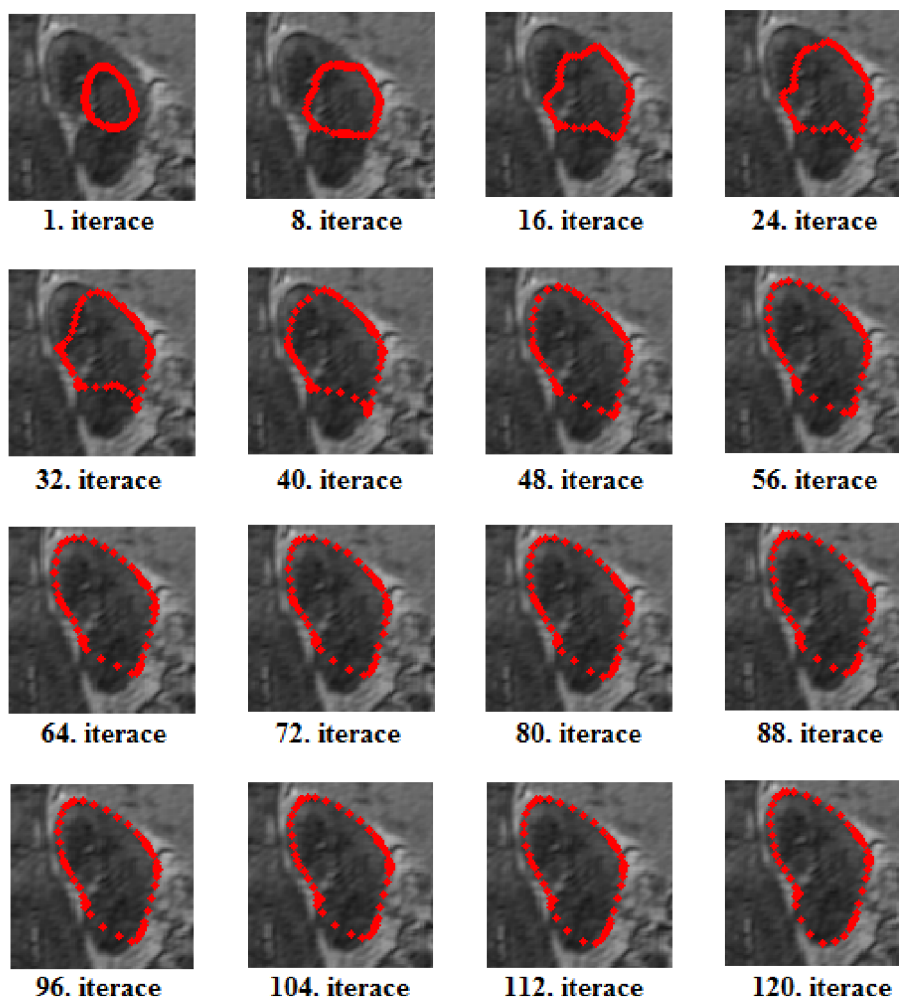 1. iterace 8. iterace 16. iterace 24. iterace
32. iterace 40. iterace 48. iterace 56. iterace
64. iterace 72. iterace 80. iterace 88. iterace
96. iterace 104. iterace 112. iterace 120. iterace